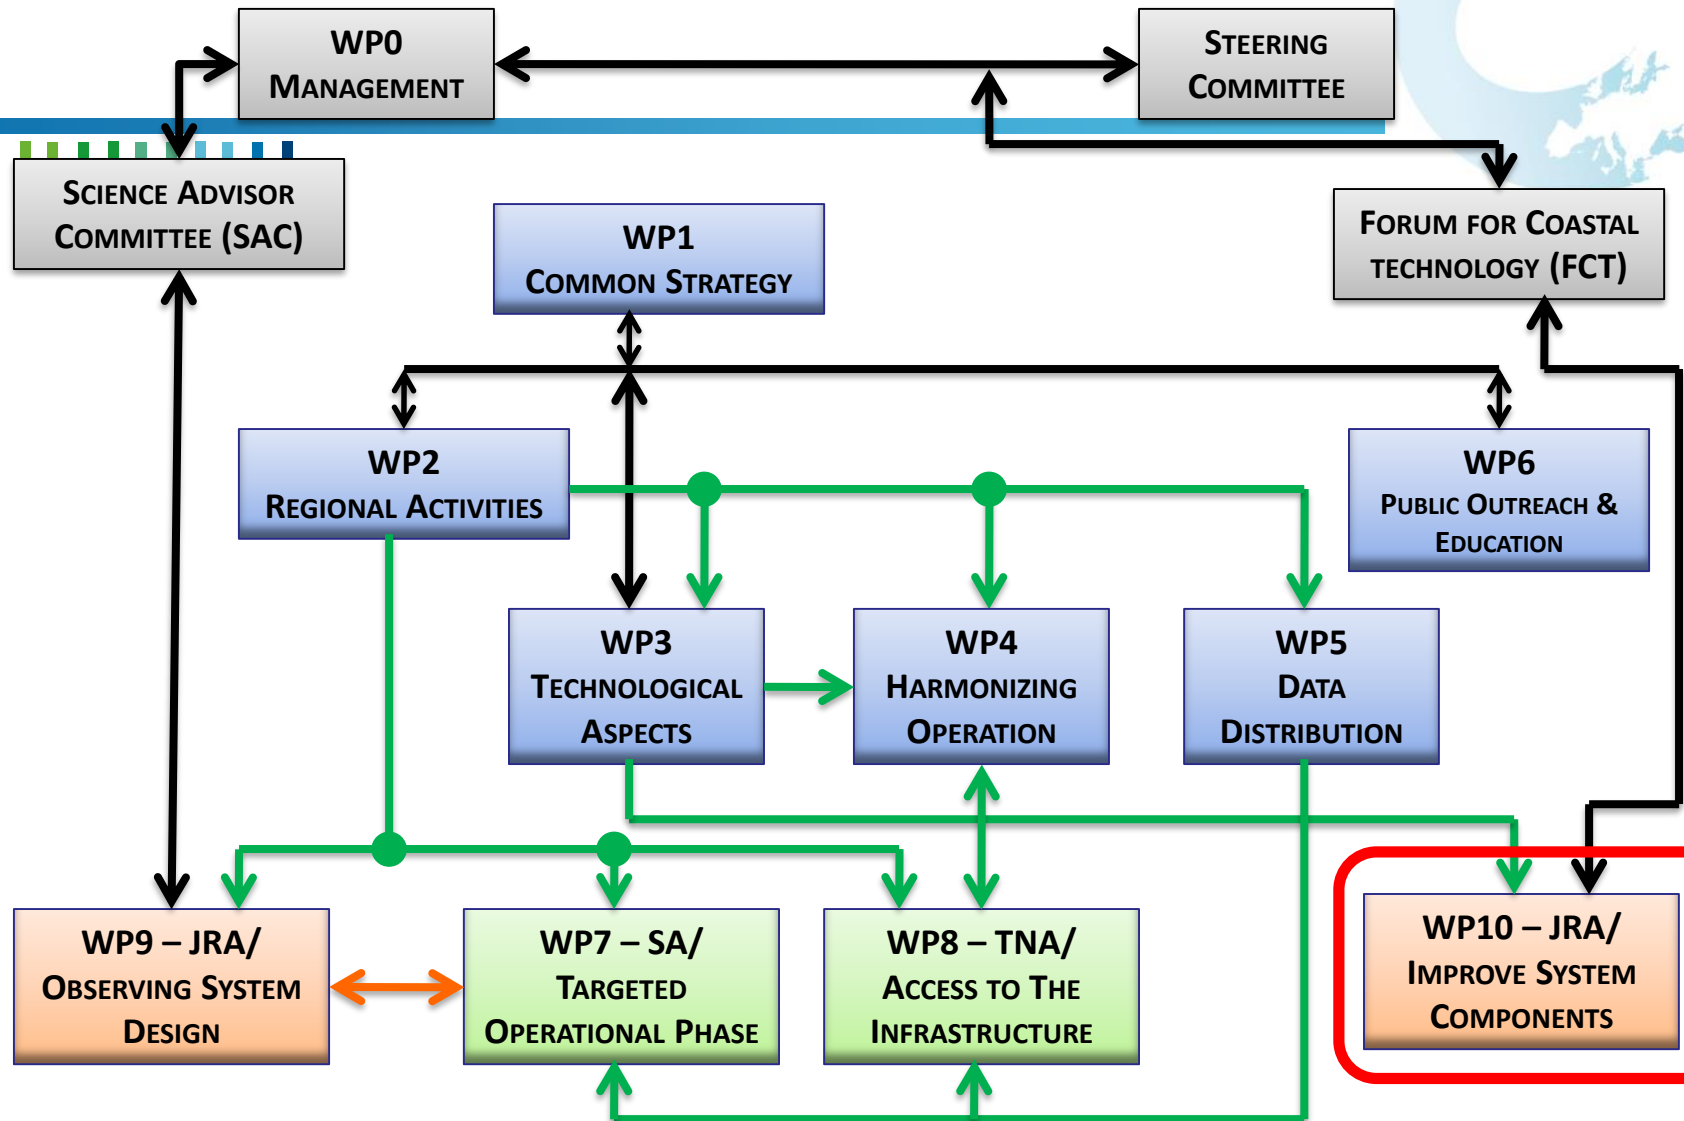 WP0
Management
Steering
Committee
Science Advisor
Committee (SAC)
WP1
Common Strategy
Forum for Coastal
technology (FCT)
WP2
Regional Activities
WP6
Public Outreach &
Education
WP3
Technological
Aspects
WP4
Harmonizing
Operation
WP5
Data
Distribution
WP9 – JRA/
Observing System
Design
WP7 – SA/
Targeted
Operational Phase
WP8 – TNA/
Access to The
Infrastructure
WP10 – JRA/
Improve System
Components